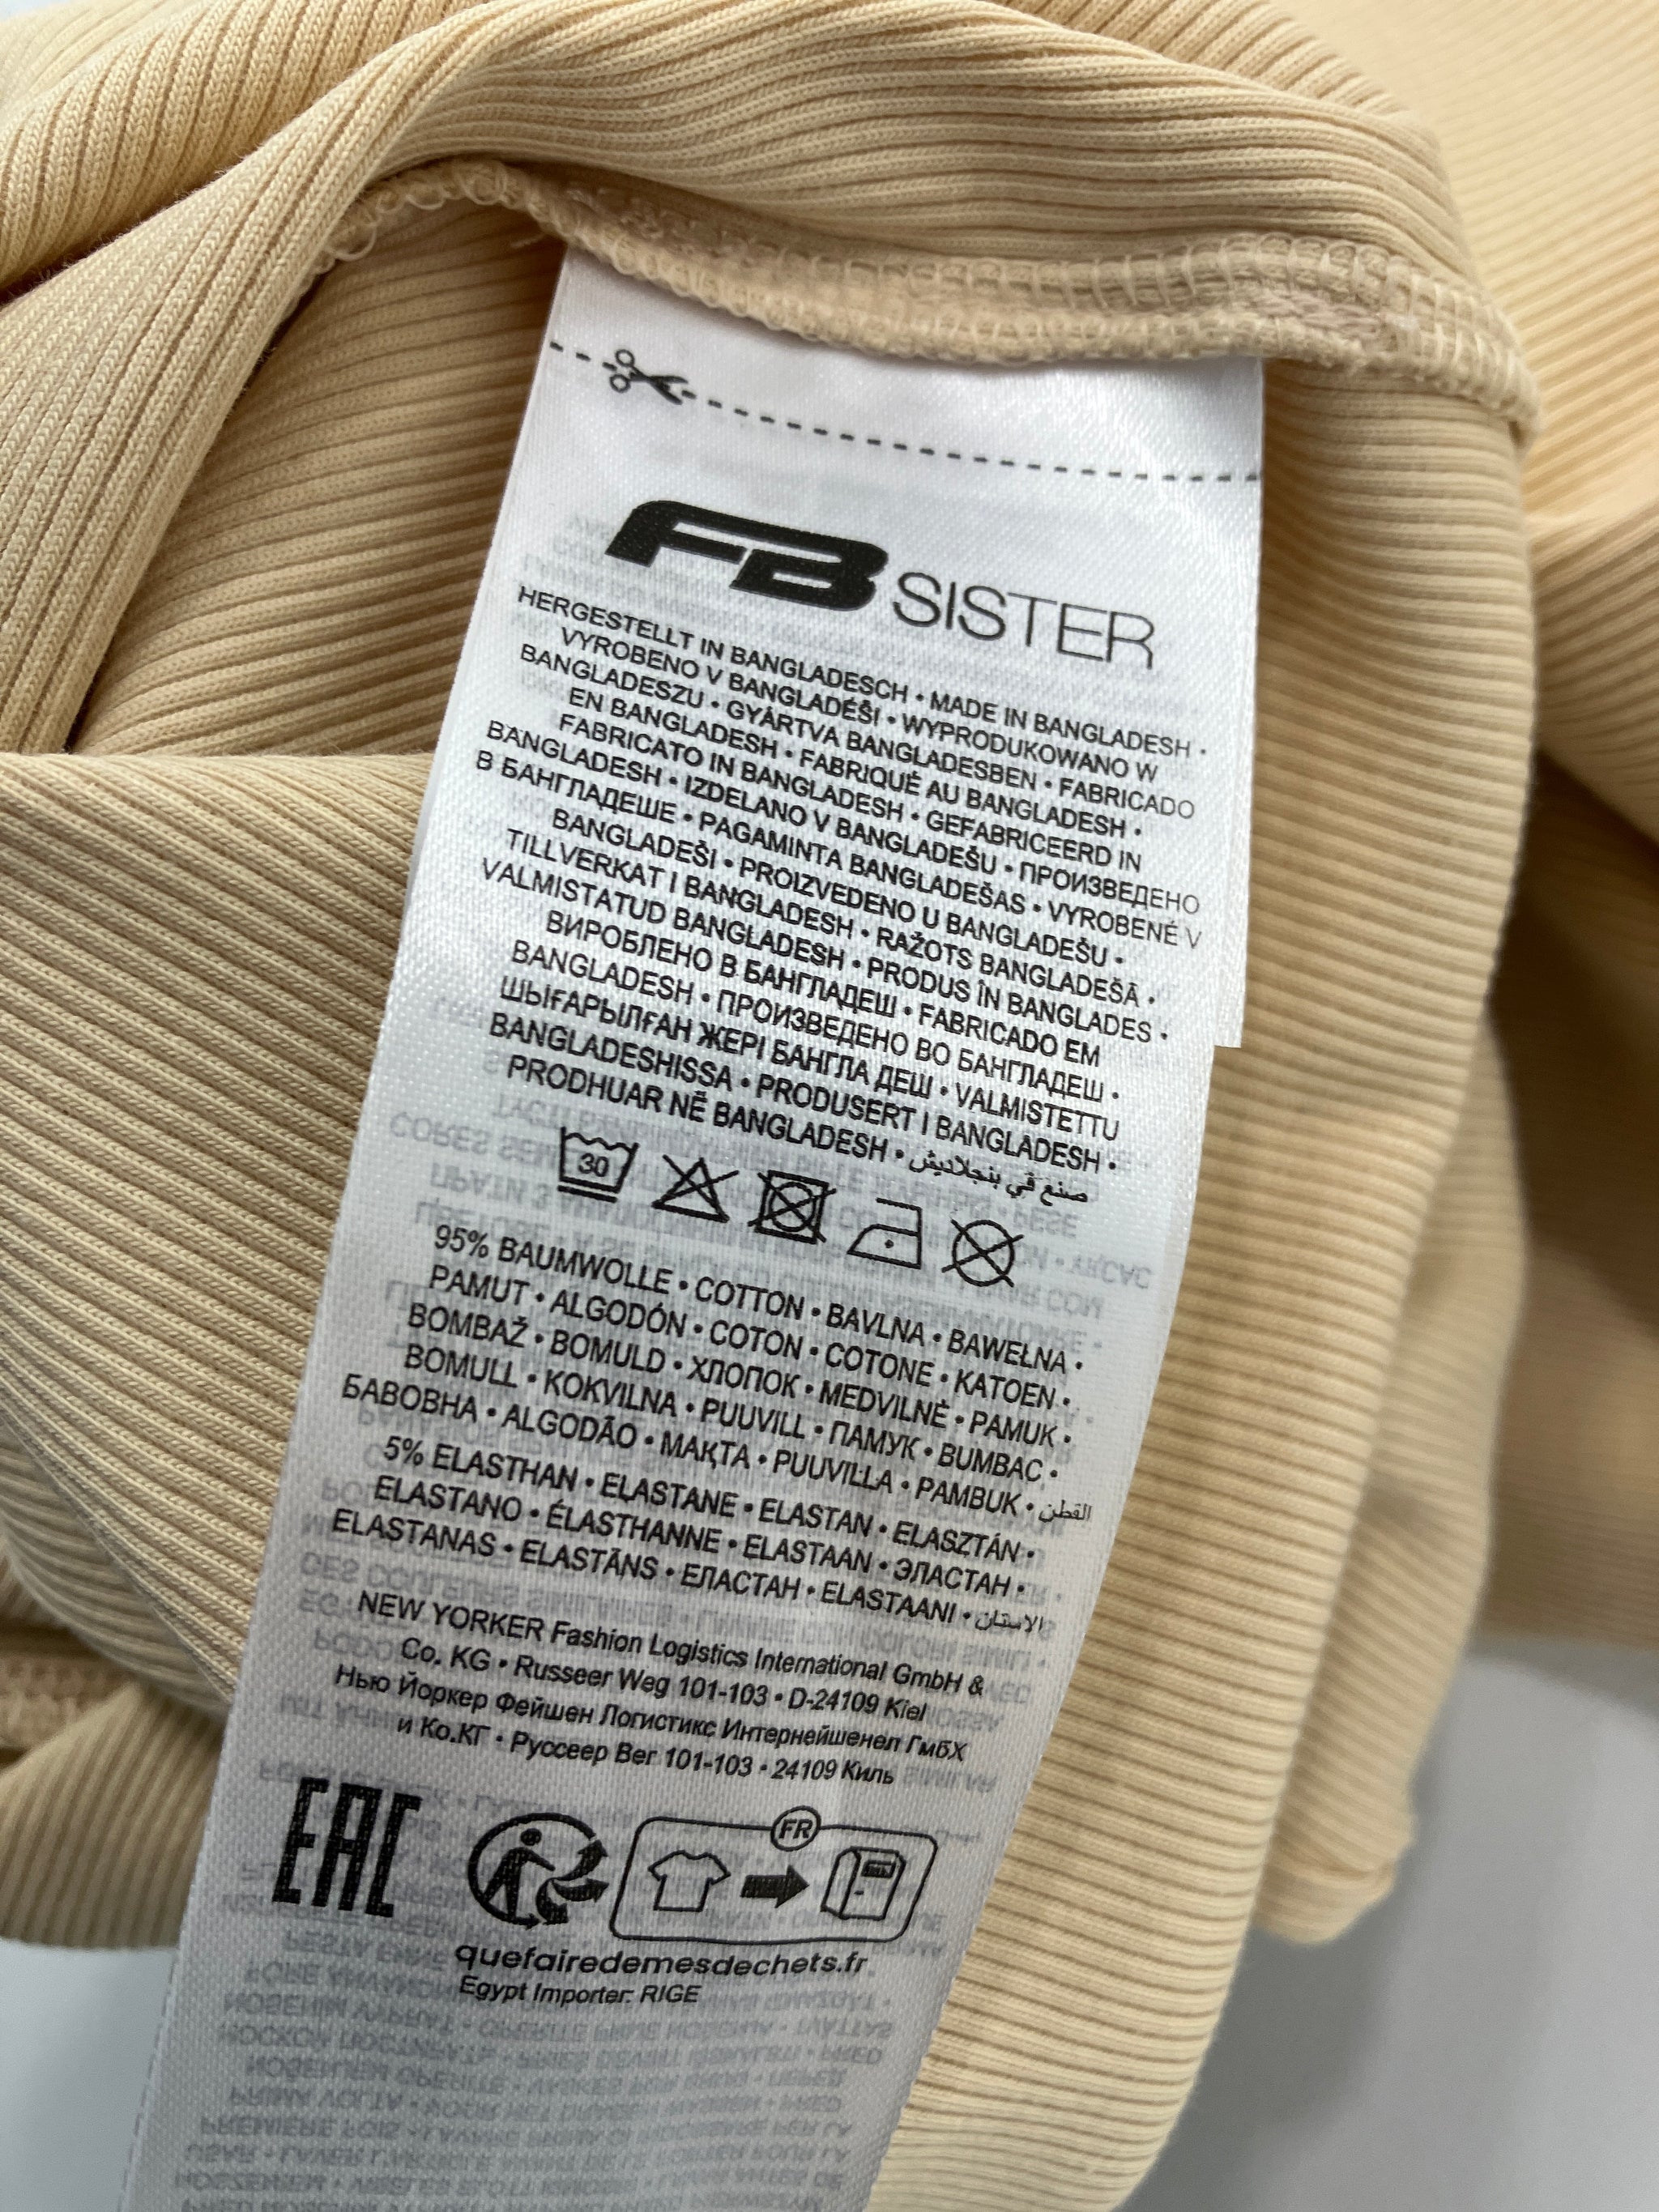 FB SISTER
HERGESTELLT IN BANGLADESCH • MADE IN BANGLADESH •
VYROBENO V BANGLADÉŠI • WYPRODUKOWANO W
BANGLADESZU • GYÁRTVA BANGLADESBEN • FABRICADO
EN BANGLADESH • FABRIQUÉ AU BANGLADESH •
FABRICATO IN BANGLADESH • GEFABRICEERD IN
BANGLADESH • IZDELANO V BANGLADEŠU • ПРОИЗВЕДЕНО
В БАНГЛАДЕШЕ • PAGAMINTA BANGLADEŠAS • VYROBENÉ V
BANGLADEŠI • PROIZVEDENO U BANGLADEŠU •
TILLVERKAT I BANGLADESH • RAŽOTS BANGLADEŠĀ •
VALMISTATUD BANGLADESH • PRODUS ÎN BANGLADES •
ВИРОБЛЕНО В БАНГЛАДЕШ • FABRICADO EM
BANGLADESH • ПРОИЗВЕДЕНО ВО БАНГЛАДЕШ •
ШЫҒАРЫЛҒАН ЖЕРІ БАНГЛА ДЕШ • VALMISTETTU
BANGLADESHISSA • PRODUSERT I BANGLADESH •
PRODHUAR NË BANGLADESH • صنع في بنجلاديش
30
95% BAUMWOLLE • COTTON • BAVLNA • BAWEŁNA •
PAMUT • ALGODÓN • COTON • COTONE • KATOEN •
BOMBAŽ • BOMULD • ХЛОПОК • MEDVILNĖ • PAMUK •
BOMULL • KOKVILNA • PUUVILL • ПАМУК • BUMBAC •
БАВОВНА • ALGODÃO • МАҚТА • PUUVILLA • PAMBUK • القطن
5% ELASTHAN • ELASTANE • ELASTAN • ELASZTÁN •
ELASTANO • ÉLASTHANNE • ELASTAAN • ЭЛАСТАН •
ELASTANAS • ELASTĀNS • ЕЛАСТАН • ELASTAANI • الاستان
NEW YORKER Fashion Logistics International GmbH &
Co. KG • Russeer Weg 101-103 • D-24109 Kiel
Нью Йоркер Фейшен Логистикс Интернейшенел ГмбХ
и Ко.КГ • Руссеер Вег 101-103 • 24109 Киль
EAC
FR
quefairedemesdechets.fr
Egypt Importer: RIGE